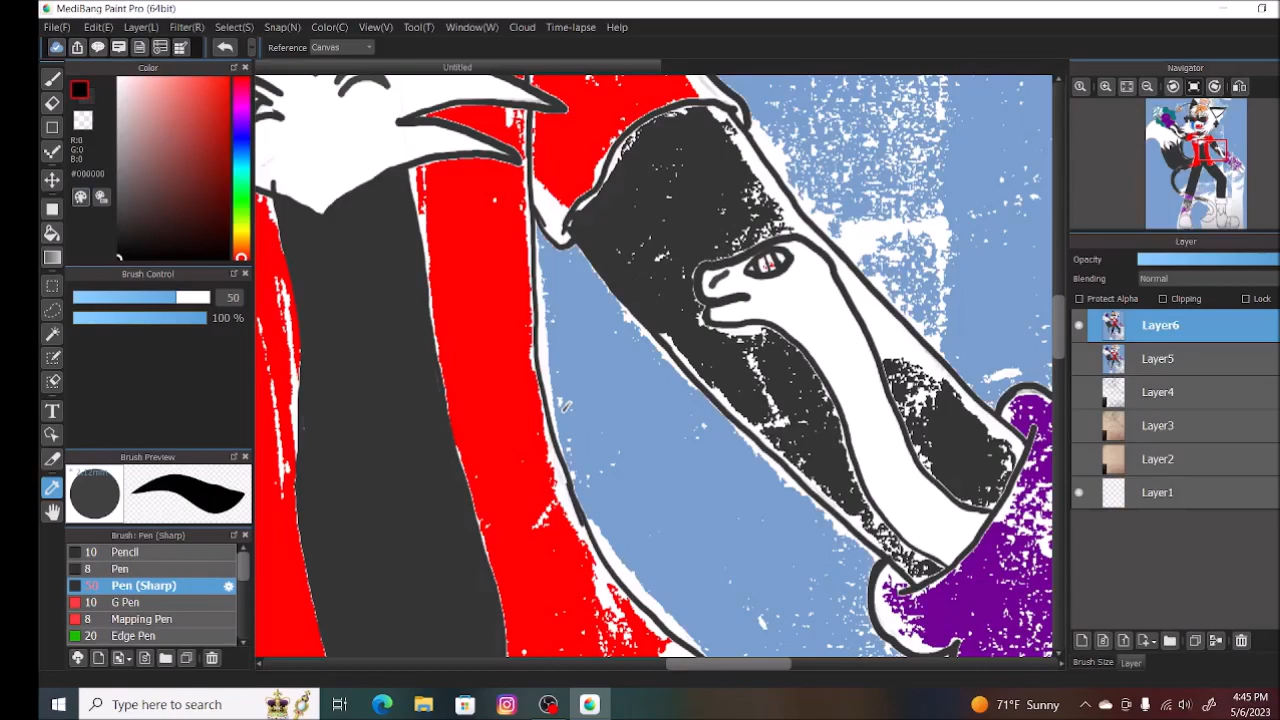 MediBang Paint Pro (64bit)
File(F) Edit(E) Layer(L) Filter(R) Select(S) Snap(N) Color(C) View(V) Tool(T) Window(W) Cloud Time-lapse Help
Reference Canvas
Color
Untitled
Navigator
R:0
G:0
B:0
#000000
Layer
Opacity
Blending Normal
Protect Alpha Clipping Lock
Brush Control
50
100 %
Layer6
Layer5
Layer4
Layer3
Layer2
Layer1
Brush Preview
Brush: Pen (Sharp)
10 Pencil
8 Pen
50 Pen (Sharp)
10 G Pen
8 Mapping Pen
20 Edge Pen
Brush Size Layer
Type here to search
71°F Sunny
4:45 PM
5/6/2023